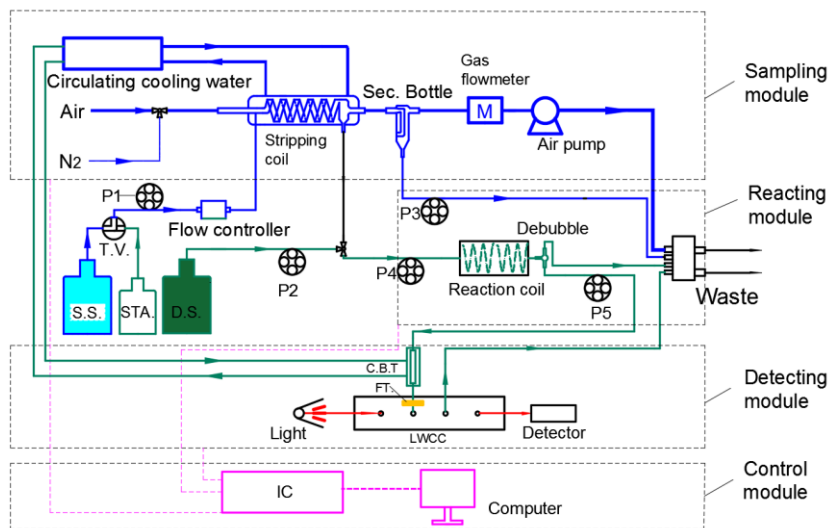 Circulating cooling water
Gas
flowmeter
Sec. Bottle
Sampling
module
Air
M
Air pump
N2
Stripping
coil
P1
P3
Reacting
module
T.V.
Flow controller
Debubble
P2
P4
Reaction coil
P5
Waste
S.S.
STA.
D.S.
C.B.T
FT.
Detecting
module
Light
LWCC
Detector
Control
module
IC
Computer